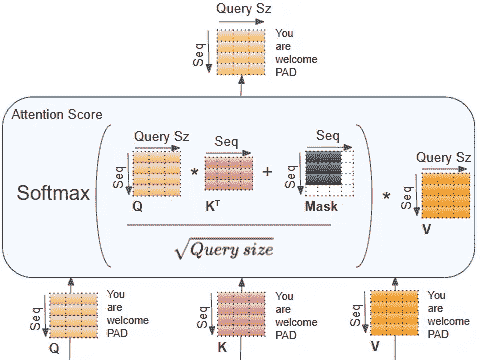 Query Sz
Seq
You
are
welcome
PAD
Attention Score
Query Sz
Seq
Seq
Query Sz
Softmax
Seq
*
+
Seq
*
Seq
Q
Kᵀ
Mask
V
√Query size
Seq
You
are
welcome
PAD
Q
Seq
You
are
welcome
PAD
K
Seq
You
are
welcome
PAD
V